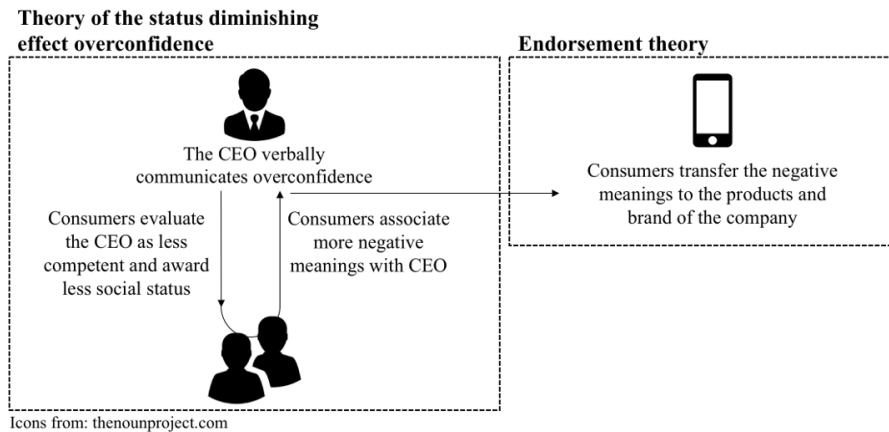 Theory of the status diminishing
effect overconfidence
Endorsement theory
The CEO verbally
communicates overconfidence
Consumers evaluate
the CEO as less
competent and award
less social status
Consumers associate
more negative
meanings with CEO
Consumers transfer the negative
meanings to the products and
brand of the company
Icons from: thenounproject.com